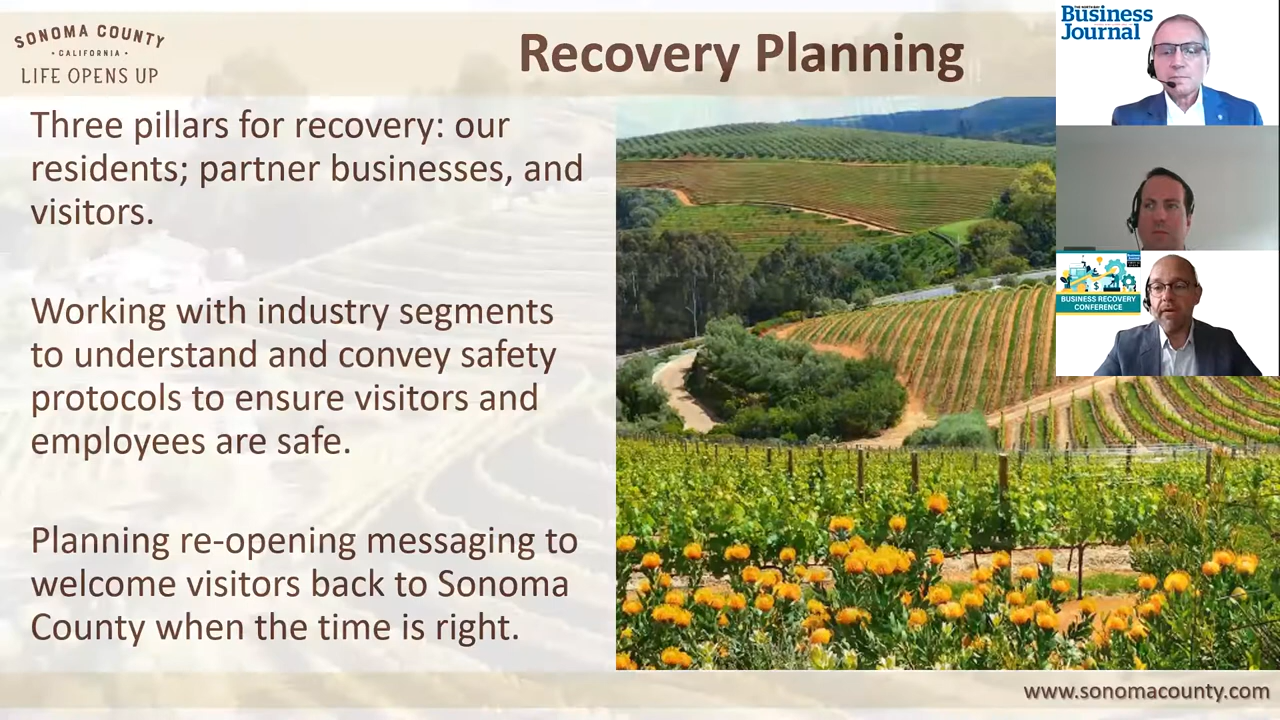 SONOMA COUNTY
• CALIFORNIA •
LIFE OPENS UP
Recovery Planning
Three pillars for recovery: our
residents; partner businesses, and
visitors.
Working with industry segments
to understand and convey safety
protocols to ensure visitors and
employees are safe.
Planning re-opening messaging to
welcome visitors back to Sonoma
County when the time is right.
THE NORTH BAY
Business
Journal
BUSINESS RECOVERY
CONFERENCE
www.sonomacounty.com